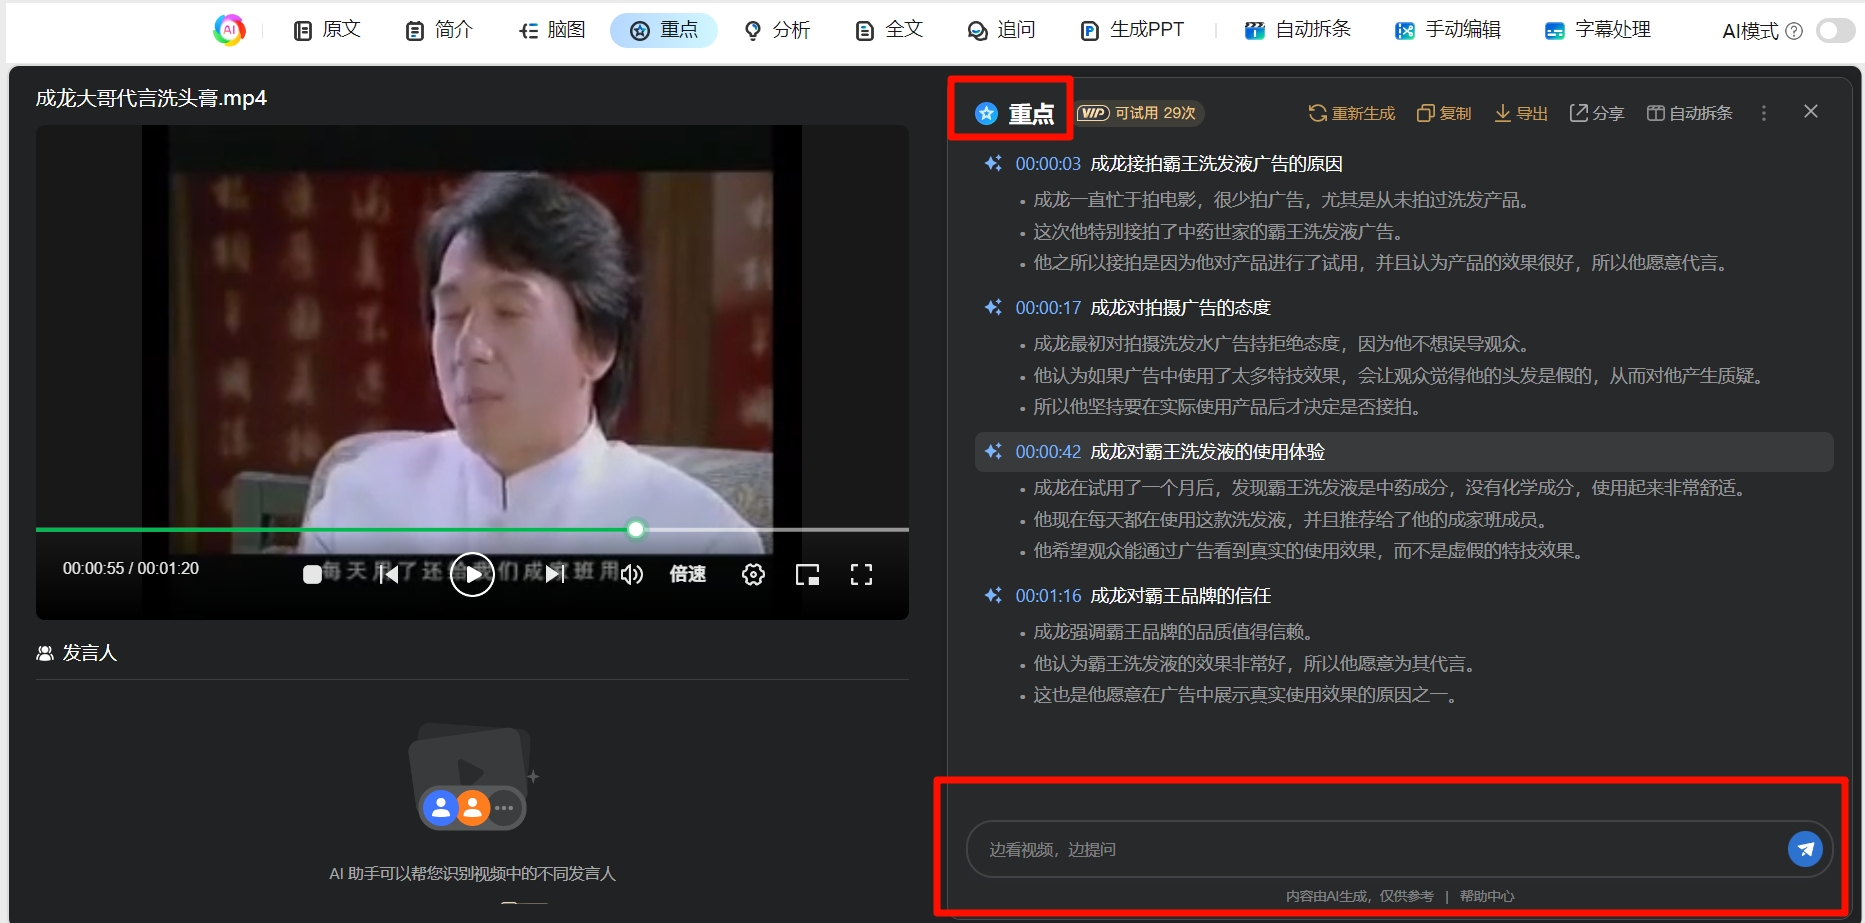 AI
原文
简介
脑图
重点
分析
全文
追问
生成PPT
自动拆条
手动编辑
字幕处理
AI模式
成龙大哥代言洗头膏.mp4
00:00:55 / 00:01:20
倍速
发言人
AI 助手可以帮您识别视频中的不同发言人
重点
VIP 可试用 29次
重新生成
复制
导出
分享
自动拆条
00:00:03 成龙接拍霸王洗发液广告的原因
成龙一直忙于拍电影，很少拍广告，尤其是从未拍过洗发产品。
这次他特别接拍了中药世家的霸王洗发液广告。
他之所以接拍是因为他对产品进行了试用，并且认为产品的效果很好，所以他愿意代言。
00:00:17 成龙对拍摄广告的态度
成龙最初对拍摄洗发水广告持拒绝态度，因为他不想误导观众。
他认为如果广告中使用了太多特技效果，会让观众觉得他的头发是假的，从而对他产生质疑。
所以他坚持要在实际使用产品后才决定是否接拍。
00:00:42 成龙对霸王洗发液的使用体验
成龙在试用了一个月后，发现霸王洗发液是中药成分，没有化学成分，使用起来非常舒适。
他现在每天都在使用这款洗发液，并且推荐给了他的成家班成员。
他希望观众能通过广告看到真实的使用效果，而不是虚假的特技效果。
00:01:16 成龙对霸王品牌的信任
成龙强调霸王品牌的品质值得信赖。
他认为霸王洗发液的效果非常好，所以他愿意为其代言。
这也是他愿意在广告中展示真实使用效果的原因之一。
边看视频，边提问
内容由AI生成，仅供参考 | 帮助中心